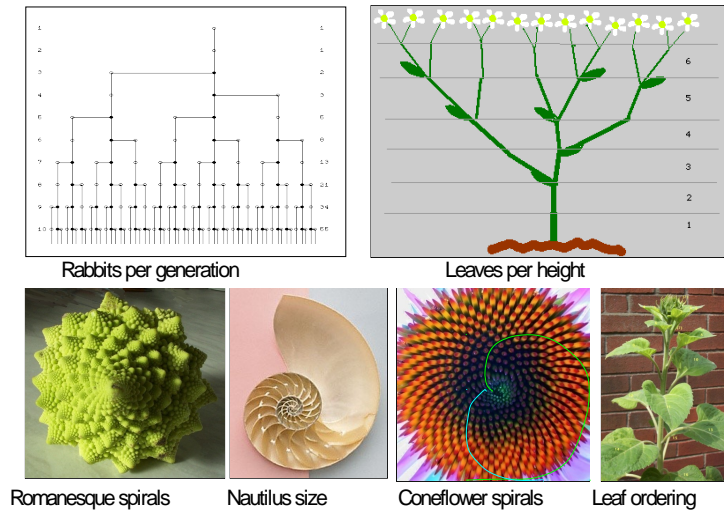 1 1
2 1
3 2
4 3
5 5
6 8
7 13
8 21
9 34
10 55
Rabbits per generation
6
5
4
3
2
1
Leaves per height
Romanesque spirals
Nautilus size
Coneflower spirals
Leaf ordering